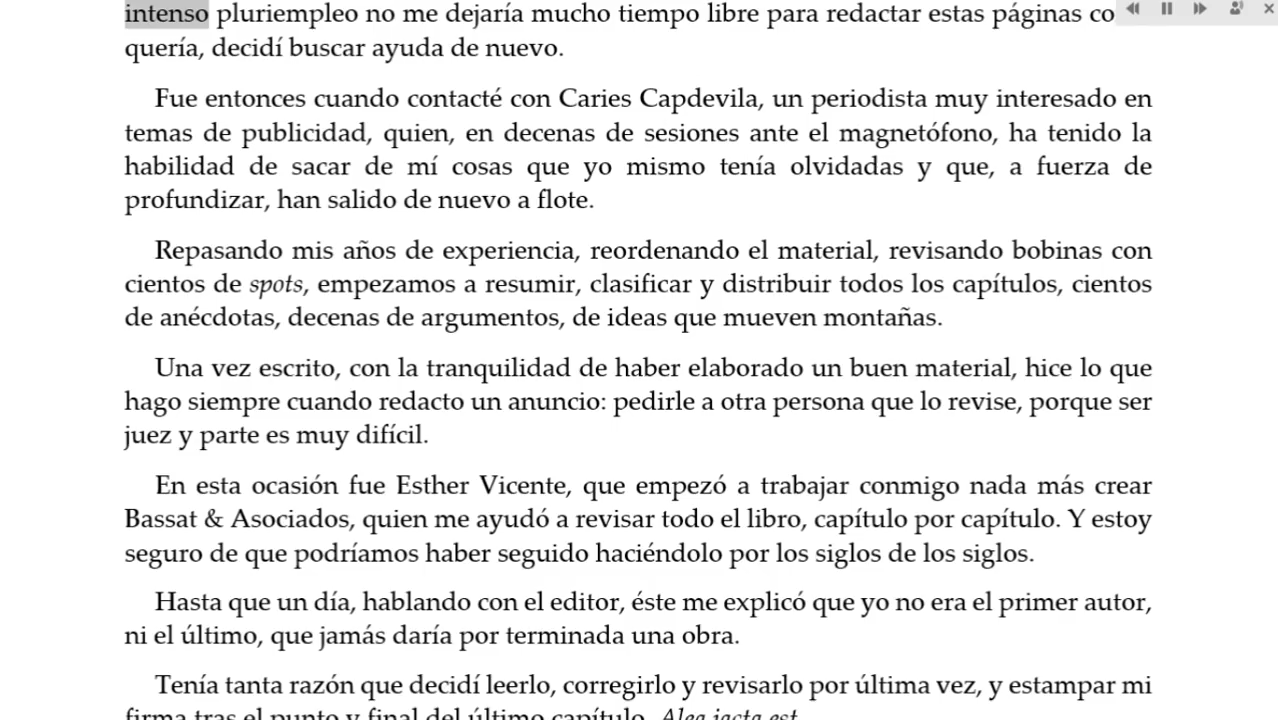 intenso pluriempleo no me dejaría mucho tiempo libre para redactar estas páginas co
quería, decidí buscar ayuda de nuevo.
Fue entonces cuando contacté con Caries Capdevila, un periodista muy interesado en
temas de publicidad, quien, en decenas de sesiones ante el magnetófono, ha tenido la
habilidad de sacar de mí cosas que yo mismo tenía olvidadas y que, a fuerza de
profundizar, han salido de nuevo a flote.
Repasando mis años de experiencia, reordenando el material, revisando bobinas con
cientos de spots, empezamos a resumir, clasificar y distribuir todos los capítulos, cientos
de anécdotas, decenas de argumentos, de ideas que mueven montañas.
Una vez escrito, con la tranquilidad de haber elaborado un buen material, hice lo que
hago siempre cuando redacto un anuncio: pedirle a otra persona que lo revise, porque ser
juez y parte es muy difícil.
En esta ocasión fue Esther Vicente, que empezó a trabajar conmigo nada más crear
Bassat & Asociados, quien me ayudó a revisar todo el libro, capítulo por capítulo. Y estoy
seguro de que podríamos haber seguido haciéndolo por los siglos de los siglos.
Hasta que un día, hablando con el editor, éste me explicó que yo no era el primer autor,
ni el último, que jamás daría por terminada una obra.
Tenía tanta razón que decidí leerlo, corregirlo y revisarlo por última vez, y estampar mi
firma tras el punto y final del último capítulo. Alea jacta est.